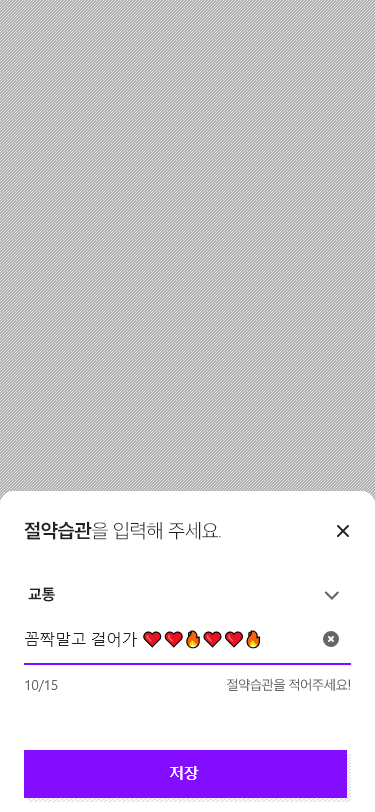 절약습관을 입력해 주세요.
교통
꼼짝말고 걸어가 ❤️❤️🔥❤️❤️🔥
10/15
절약습관을 적어주세요!
저장